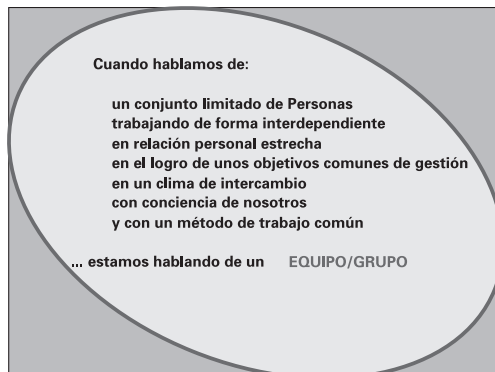 Cuando hablamos de:
un conjunto limitado de Personas
trabajando de forma interdependiente
en relación personal estrecha
en el logro de unos objetivos comunes de gestión
en un clima de intercambio
con conciencia de nosotros
y con un método de trabajo común
... estamos hablando de un EQUIPO/GRUPO